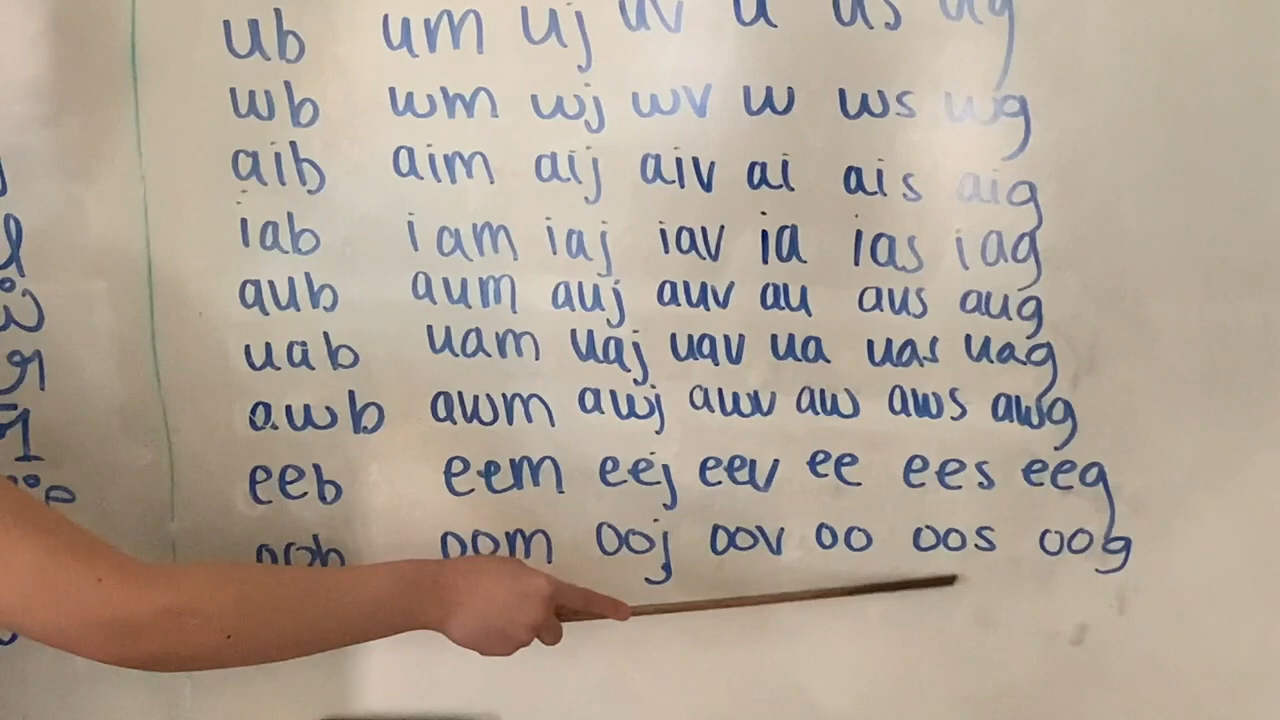 ub um uj uv u us ug
wb wm wj wv w ws wg
aib aim aij aiv ai ais aig
iab iam iaj iav ia ias iag
aub aum auj auv au aus aug
uab uam uaj uav ua uas uag
awb awm awj awv aw aws awg
eeb eem eej eev ee ees eeg
oob oom ooj oov oo oos oog